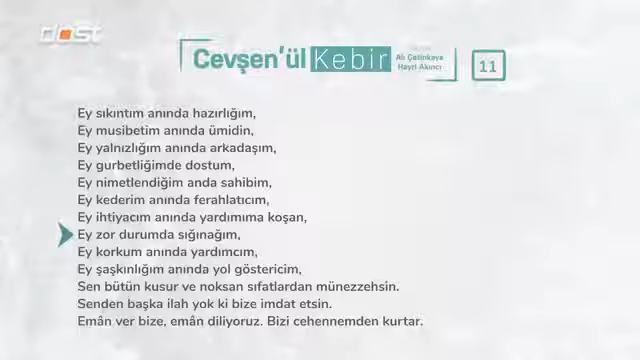 dost
Cevşen'ül Kebir
Ali Çetinkaya
Hayri Akıncı
11
Ey sıkıntım anında hazırlığım,
Ey musibetim anında ümidin,
Ey yalnızlığım anında arkadaşım,
Ey gurbetliğimde dostum,
Ey nimetlendiğim anda sahibim,
Ey kederim anında ferahlatıcım,
Ey ihtiyacım anında yardımıma koşan,
Ey zor durumda sığınağım,
Ey korkum anında yardımcım,
Ey şaşkınlığım anında yol göstericim,
Sen bütün kusur ve noksan sıfatlardan münezzehsin.
Senden başka ilah yok ki bize imdat etsin.
Emân ver bize, emân diliyoruz. Bizi cehennemden kurtar.